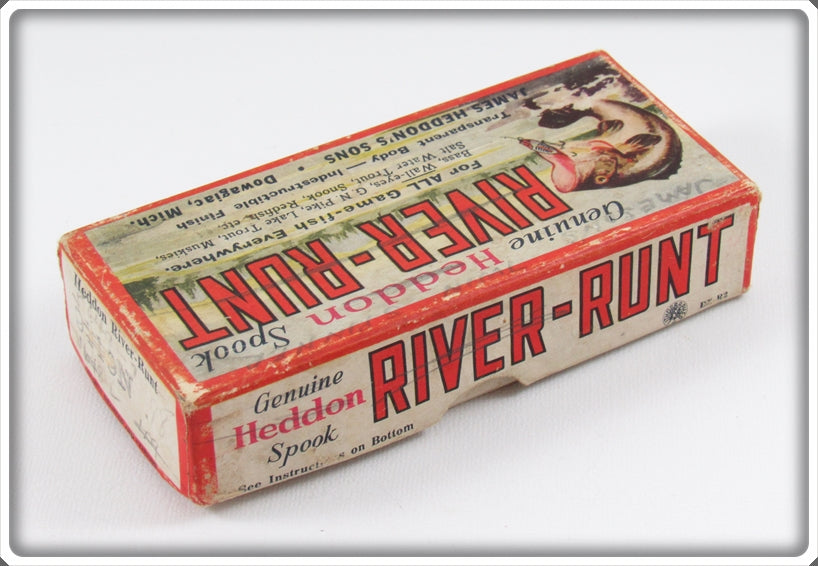 Genuine
Heddon
Spook
RIVER-RUNT
For ALL Game-fish Everywhere.
Bass, Wall-eyes, G. N. Pike, Lake Trout, Muskies,
Salt Water Trout, Snook, Redfish, etc.
Transparent Body — Indestructible Finish
JAMES HEDDON'S SONS • Dowagiac, Mich.
Genuine
Heddon
Spook
RIVER-RUNT
See on Bottom
Heddon River-Runt